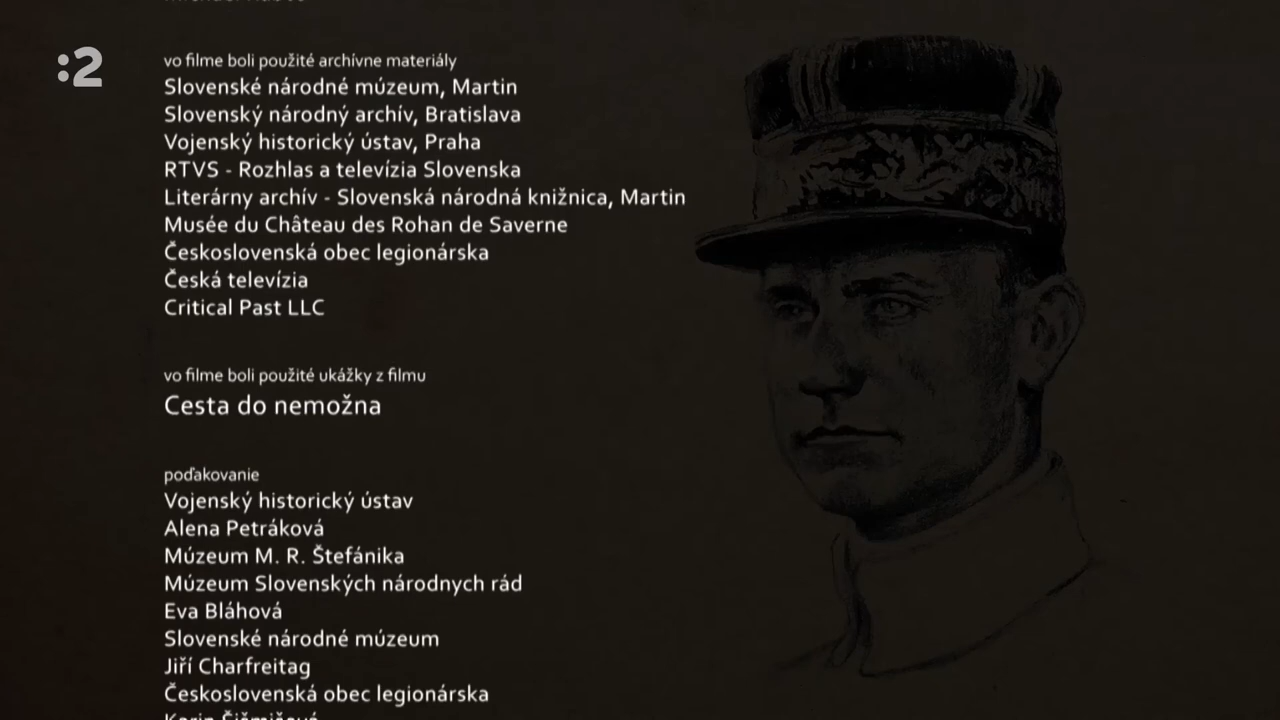 :2
vo filme boli použité archívne materiály
Slovenské národné múzeum, Martin
Slovenský národný archív, Bratislava
Vojenský historický ústav, Praha
RTVS - Rozhlas a televízia Slovenska
Literárny archív - Slovenská národná knižnica, Martin
Musée du Château des Rohan de Saverne
Československá obec legionárska
Česká televízia
Critical Past LLC
vo filme boli použité ukážky z filmu
Cesta do nemožna
poďakovanie
Vojenský historický ústav
Alena Petráková
Múzeum M. R. Štefánika
Múzeum Slovenských národnych rád
Eva Bláhová
Slovenské národné múzeum
Jiří Charfreitag
Československá obec legionárska